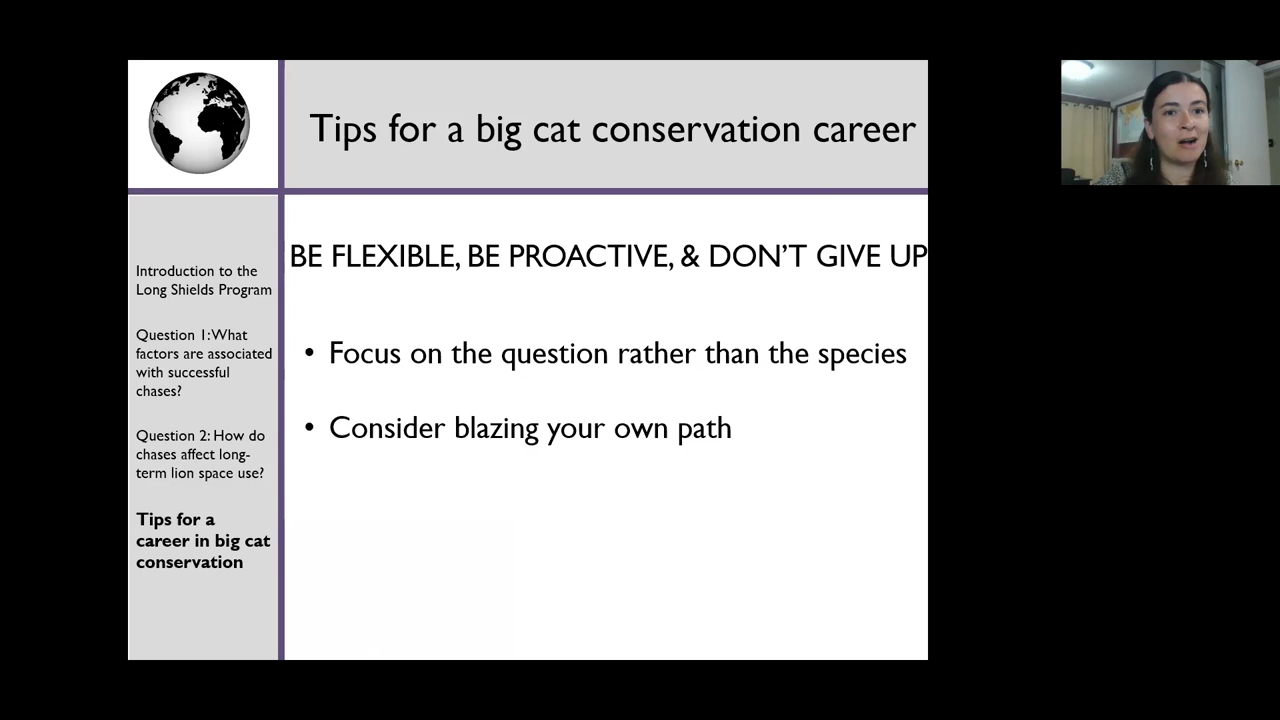 Tips for a big cat conservation career
Introduction to the
Long Shields Program
Question 1: What
factors are associated
with successful
chases?
Question 2: How do
chases affect long-
term lion space use?
Tips for a
career in big cat
conservation
BE FLEXIBLE, BE PROACTIVE, & DON'T GIVE UP
• Focus on the question rather than the species
• Consider blazing your own path